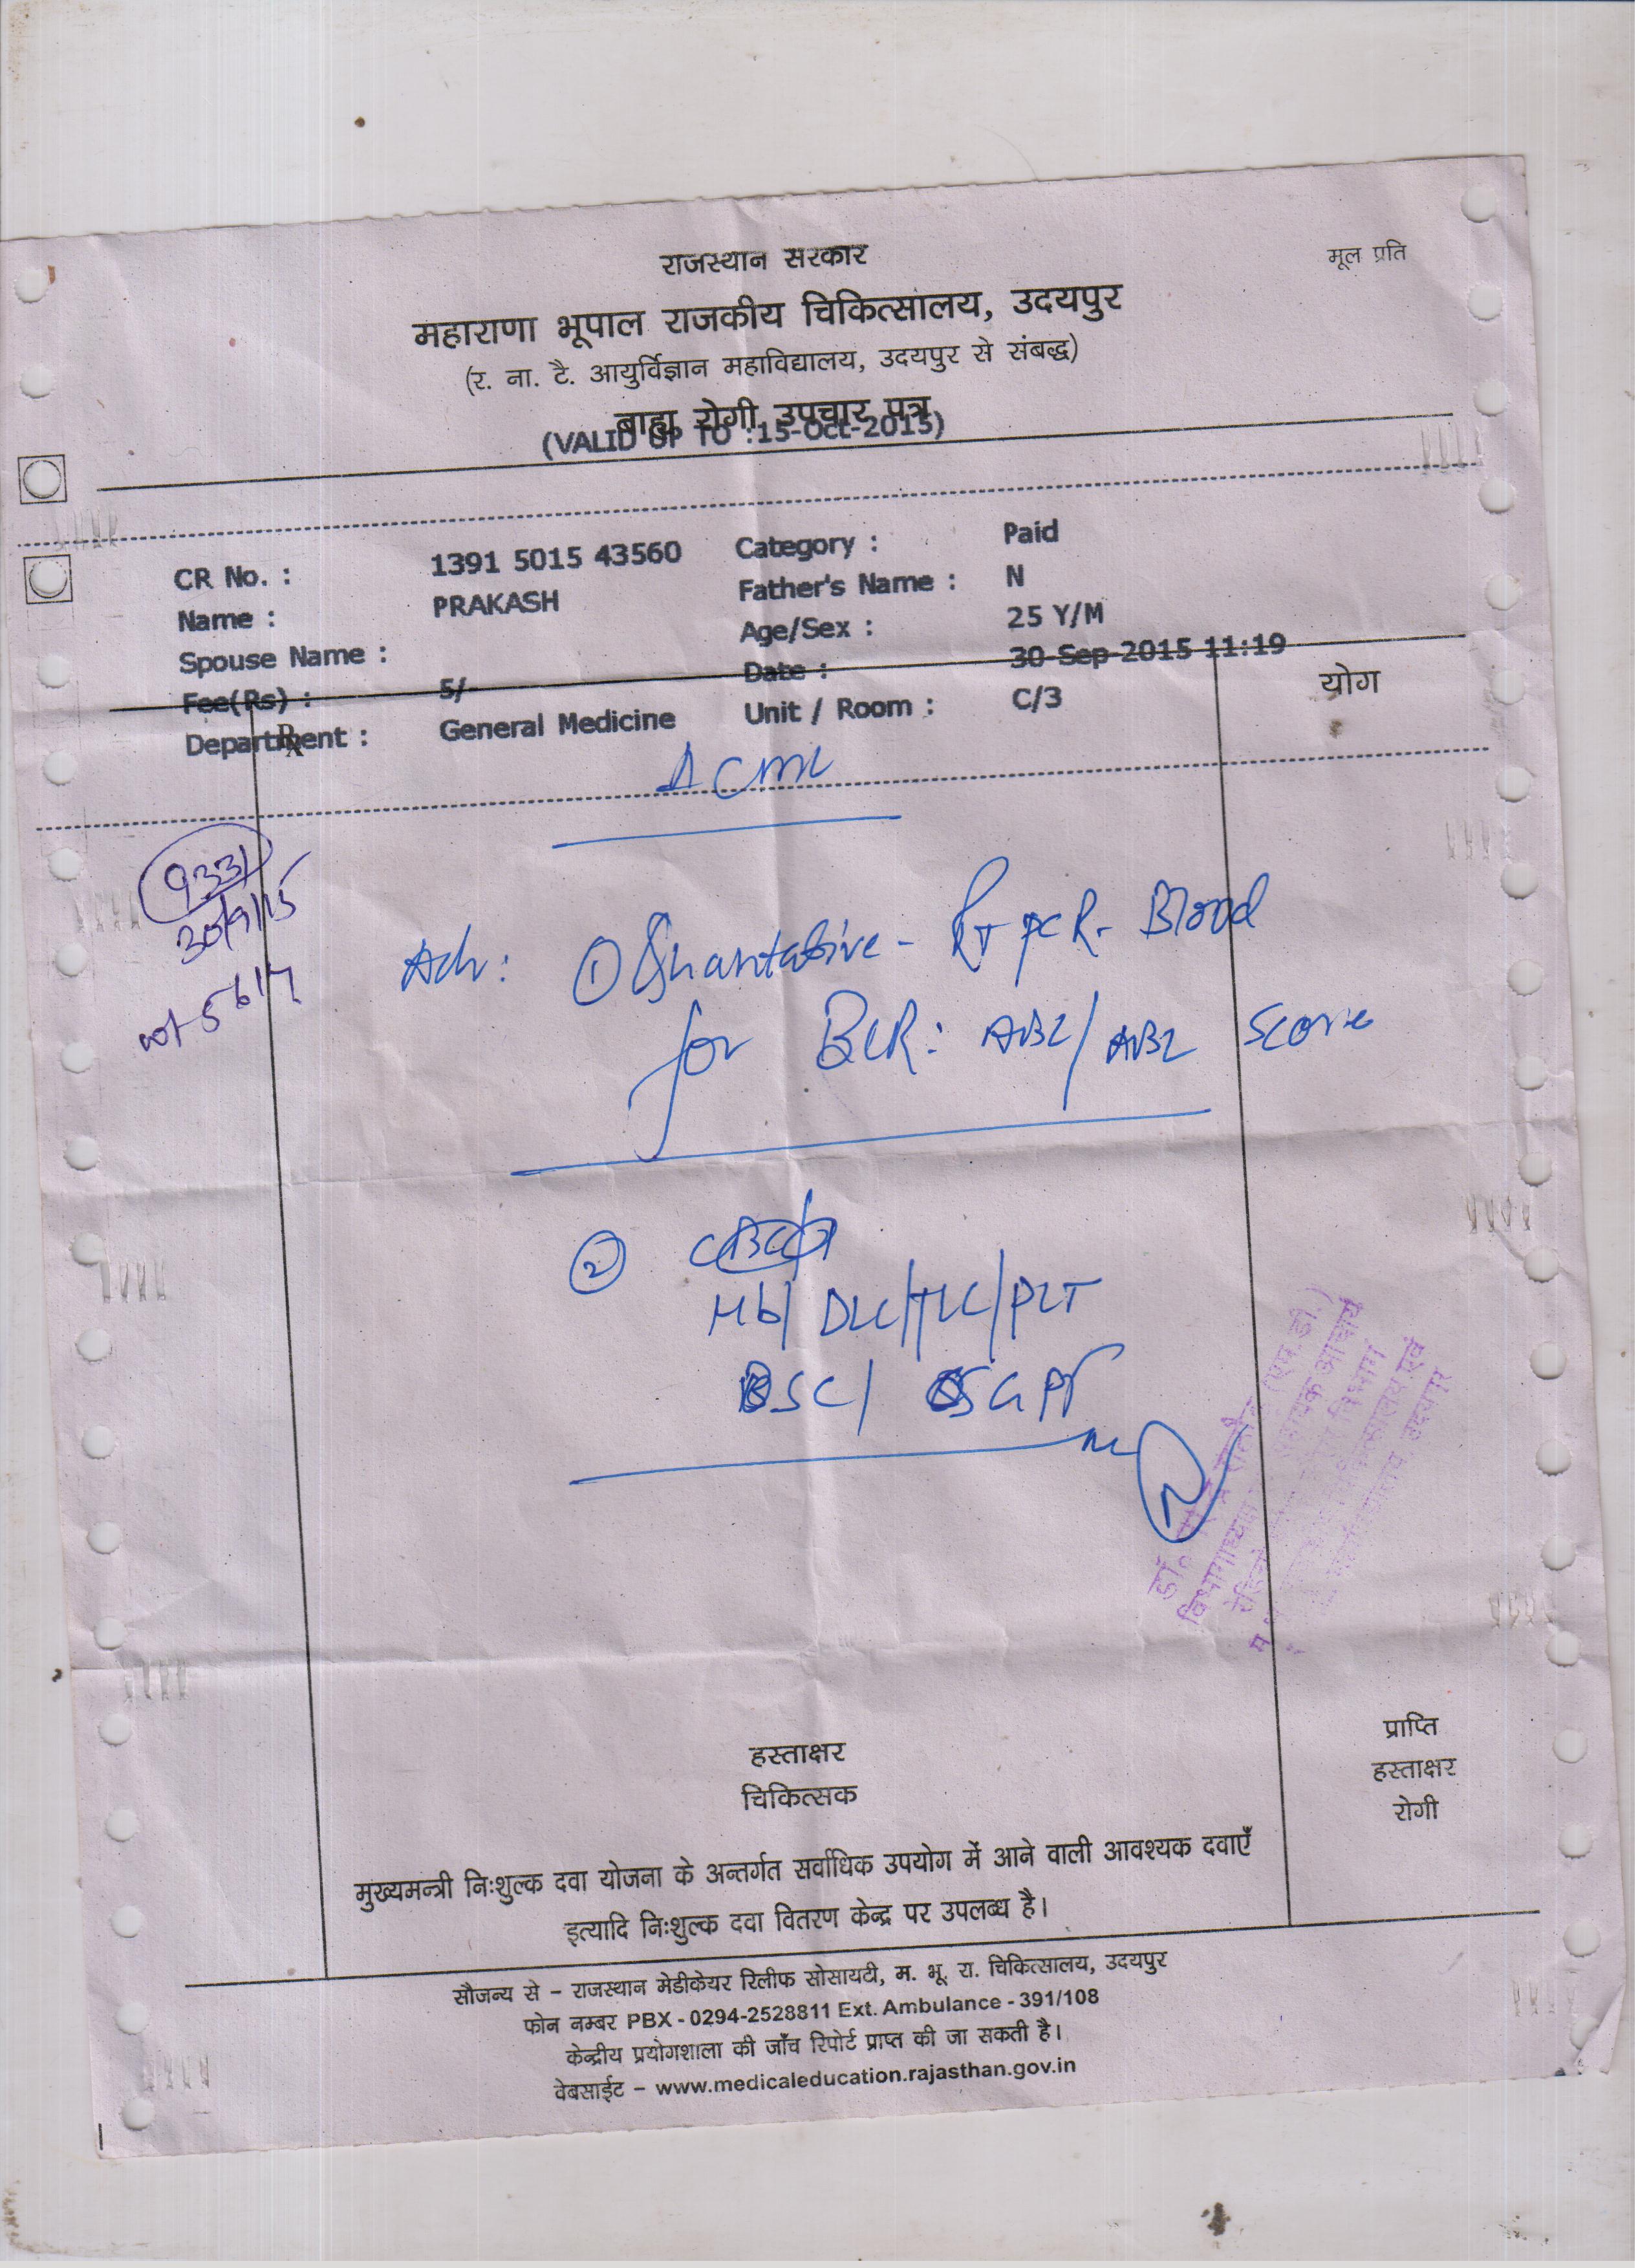 राजस्थान सरकार
मूल प्रति
महाराणा भूपाल राजकीय चिकित्सालय, उदयपुर
(र. ना. टै. आयुर्विज्ञान महाविद्यालय, उदयपुर से संबद्ध)
बाह्य रोगी उपचार पत्र
(VALID UP TO :15-Oct-2015)
CR No. : 1391 5015 43560 Category : Paid
Name : PRAKASH Father's Name : N
Spouse Name : Age/Sex : 25 Y/M
Fee(Rs) : 5/- Date : 30-Sep-2015 11:19
Department : General Medicine Unit / Room : C/3
योग
Rx
CML
9331
30/9/15
Adv: ① Quantative - RT PCR - Blood
for BCR: ABL/ABL Score
②
Hb/ DLC/TLC/PLT
SGPT
डॉ.
हस्ताक्षर
चिकित्सक
प्राप्ति
हस्ताक्षर
रोगी
मुख्यमन्त्री निःशुल्क दवा योजना के अन्तर्गत सर्वाधिक उपयोग में आने वाली आवश्यक दवाएँ
इत्यादि निःशुल्क दवा वितरण केन्द्र पर उपलब्ध है।
सौजन्य से – राजस्थान मेडीकेयर रिलीफ सोसायटी, म. भू. रा. चिकित्सालय, उदयपुर
फोन नम्बर PBX - 0294-2528811 Ext. Ambulance - 391/108
केन्द्रीय प्रयोगशाला की जाँच रिपोर्ट प्राप्त की जा सकती है।
वेबसाईट – www.medicaleducation.rajasthan.gov.in